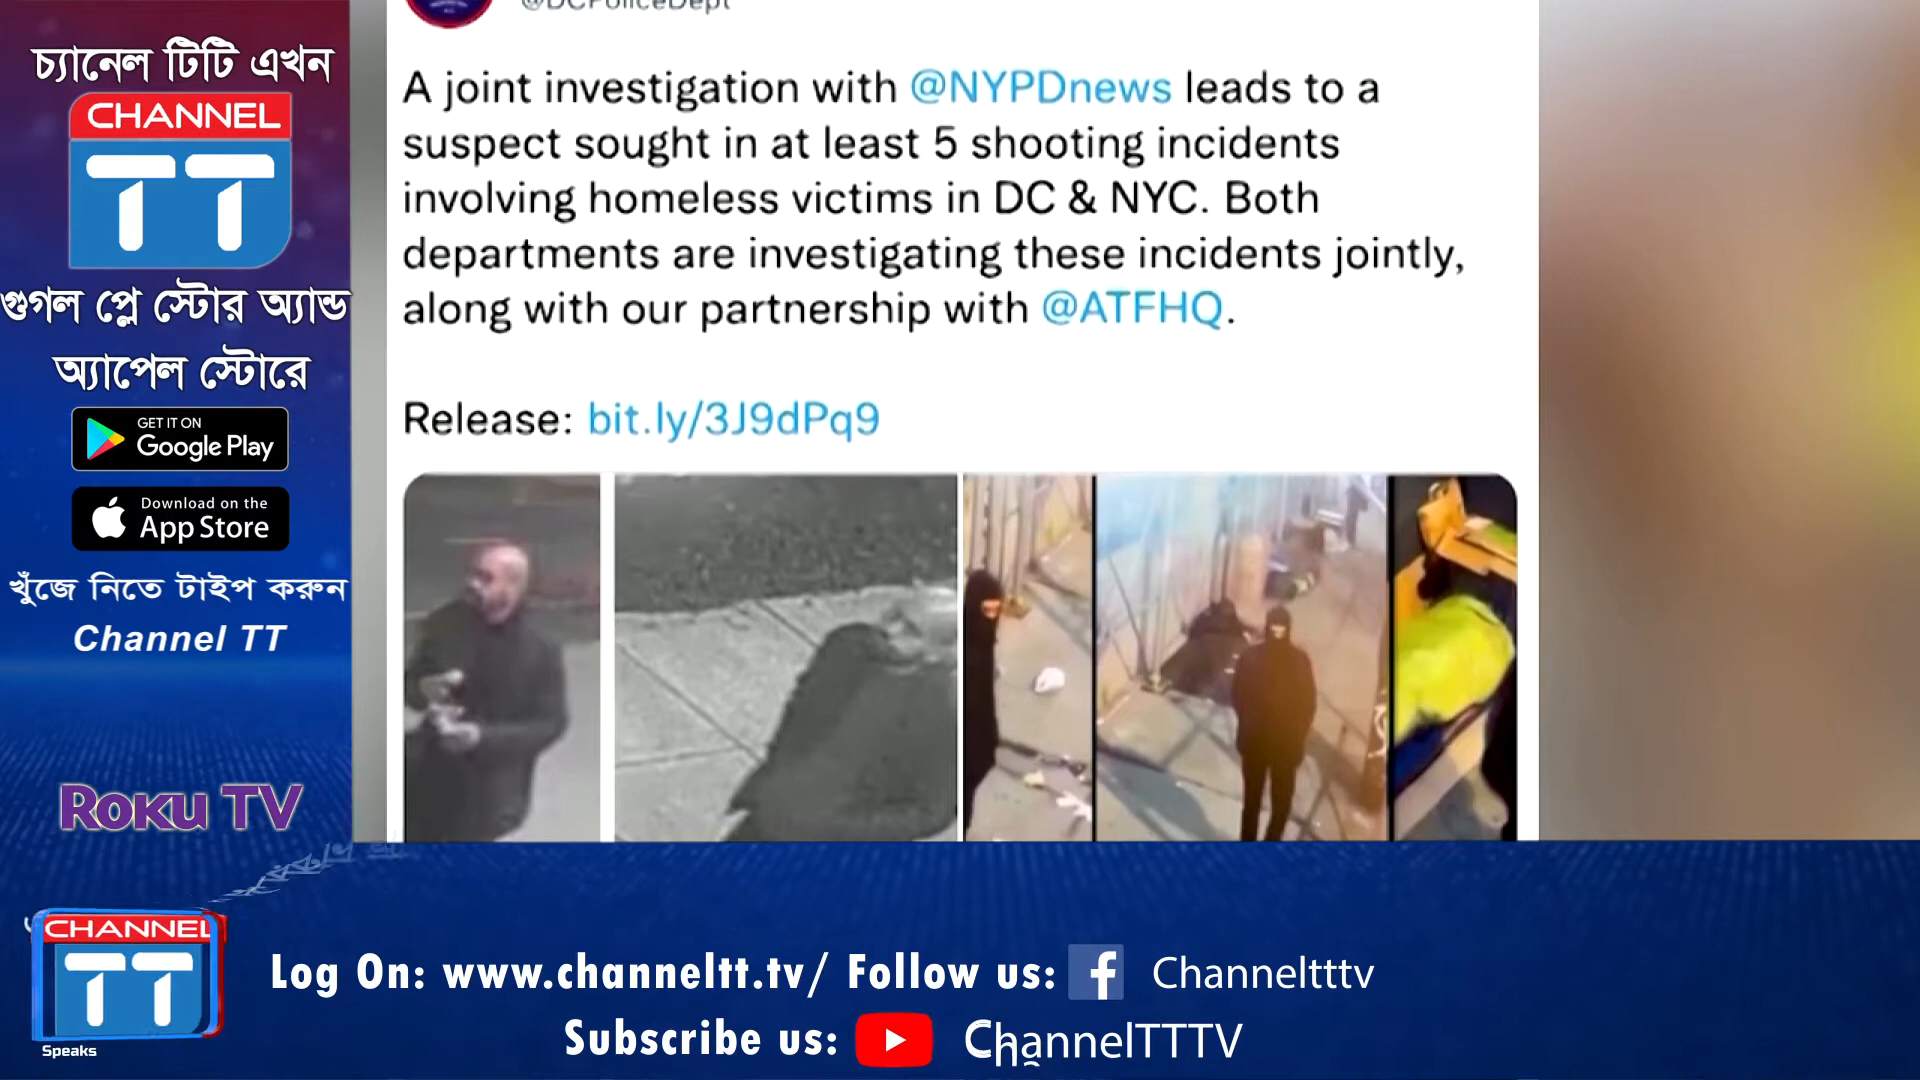 চ্যানেল টিটি এখন
CHANNEL
TT
গুগল প্লে স্টোর অ্যান্ড
অ্যাপেল স্টোরে
GET IT ON
Google Play
Download on the
App Store
খুঁজে নিতে টাইপ করুন
Channel TT
ROKU TV
@DCPoliceDept
A joint investigation with @NYPDnews leads to a
suspect sought in at least 5 shooting incidents
involving homeless victims in DC & NYC. Both
departments are investigating these incidents jointly,
along with our partnership with @ATFHQ.
Release: bit.ly/3J9dPq9
CHANNEL
TT
Speaks
Log On: www.channeltt.tv/ Follow us: f Channeltttv
Subscribe us: ChannelTTTV